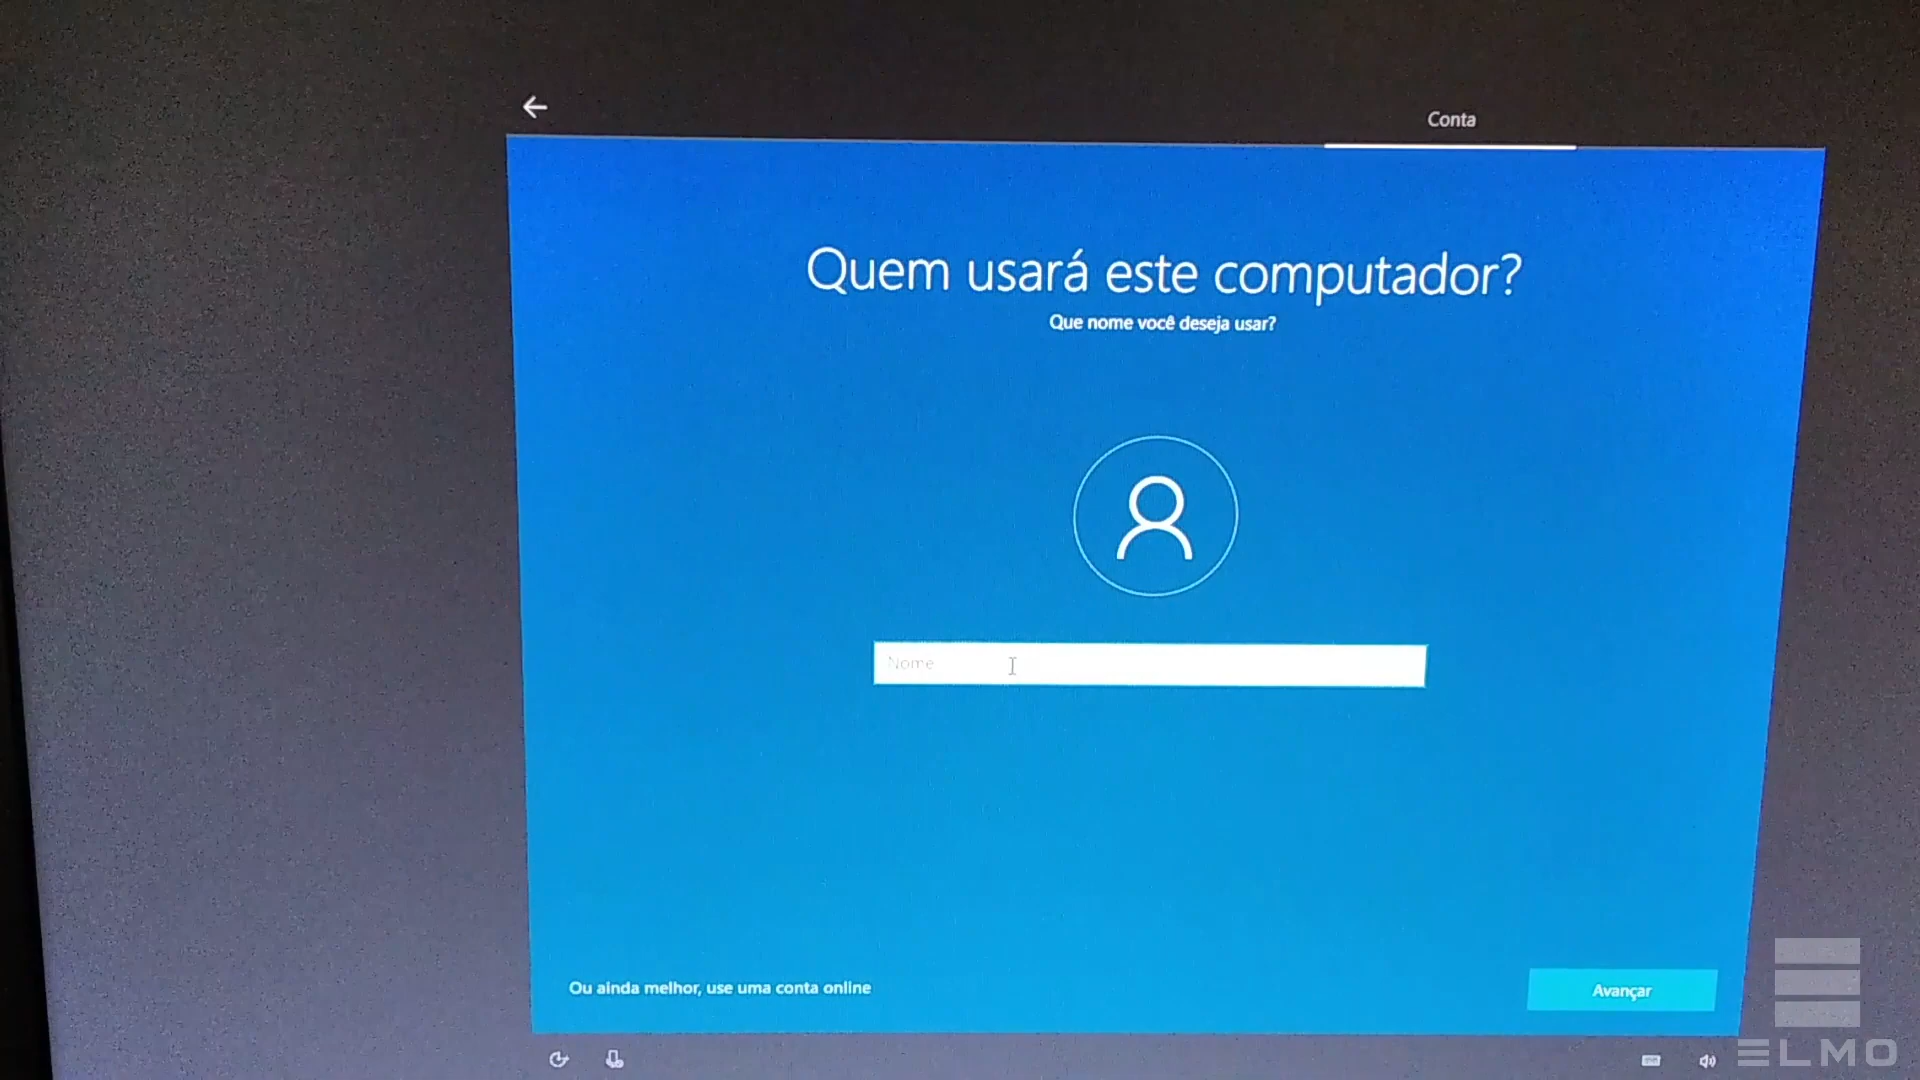 Conta
Quem usará este computador?
Que nome você deseja usar?
Nome
Ou ainda melhor, use uma conta online
Avançar
ELMO